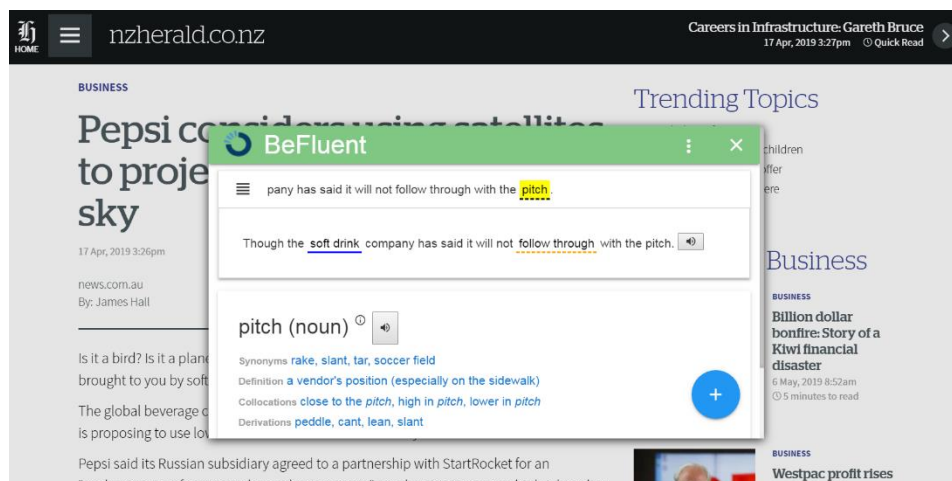 HOME
nzherald.co.nz
Careers in Infrastructure: Gareth Bruce
17 Apr, 2019 3:27pm Quick Read
BUSINESS
Pepsi considers using satellites
to proje
sky
17 Apr, 2019 3:26pm
news.com.au
By: James Hall
Is it a bird? Is it a plane
brought to you by soft
The global beverage c
is proposing to use lo
Pepsi said its Russian subsidiary agreed to a partnership with StartRocket for an
BeFluent
pany has said it will not follow through with the pitch.
Though the soft drink company has said it will not follow through with the pitch.
pitch (noun)
Synonyms rake, slant, tar, soccer field
Definition a vendor's position (especially on the sidewalk)
Collocations close to the pitch, high in pitch, lower in pitch
Derivations peddle, cant, lean, slant
+
Trending Topics
children
offer
ere
Business
BUSINESS
Billion dollar
bonfire: Story of a
Kiwi financial
disaster
6 May, 2019 8:52am
5 minutes to read
BUSINESS
Westpac profit rises